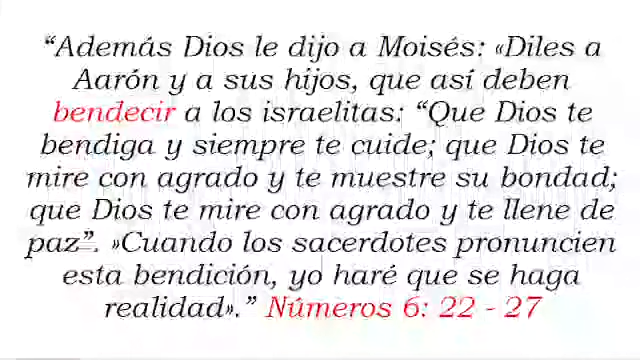 “Además Dios le dijo a Moisés: «Diles a
Aarón y a sus hijos, que así deben
bendecir a los israelitas: “Que Dios te
bendiga y siempre te cuide; que Dios te
mire con agrado y te muestre su bondad;
que Dios te mire con agrado y te llene de
paz”. »Cuando los sacerdotes pronuncien
esta bendición, yo haré que se haga
realidad».” Números 6: 22 - 27